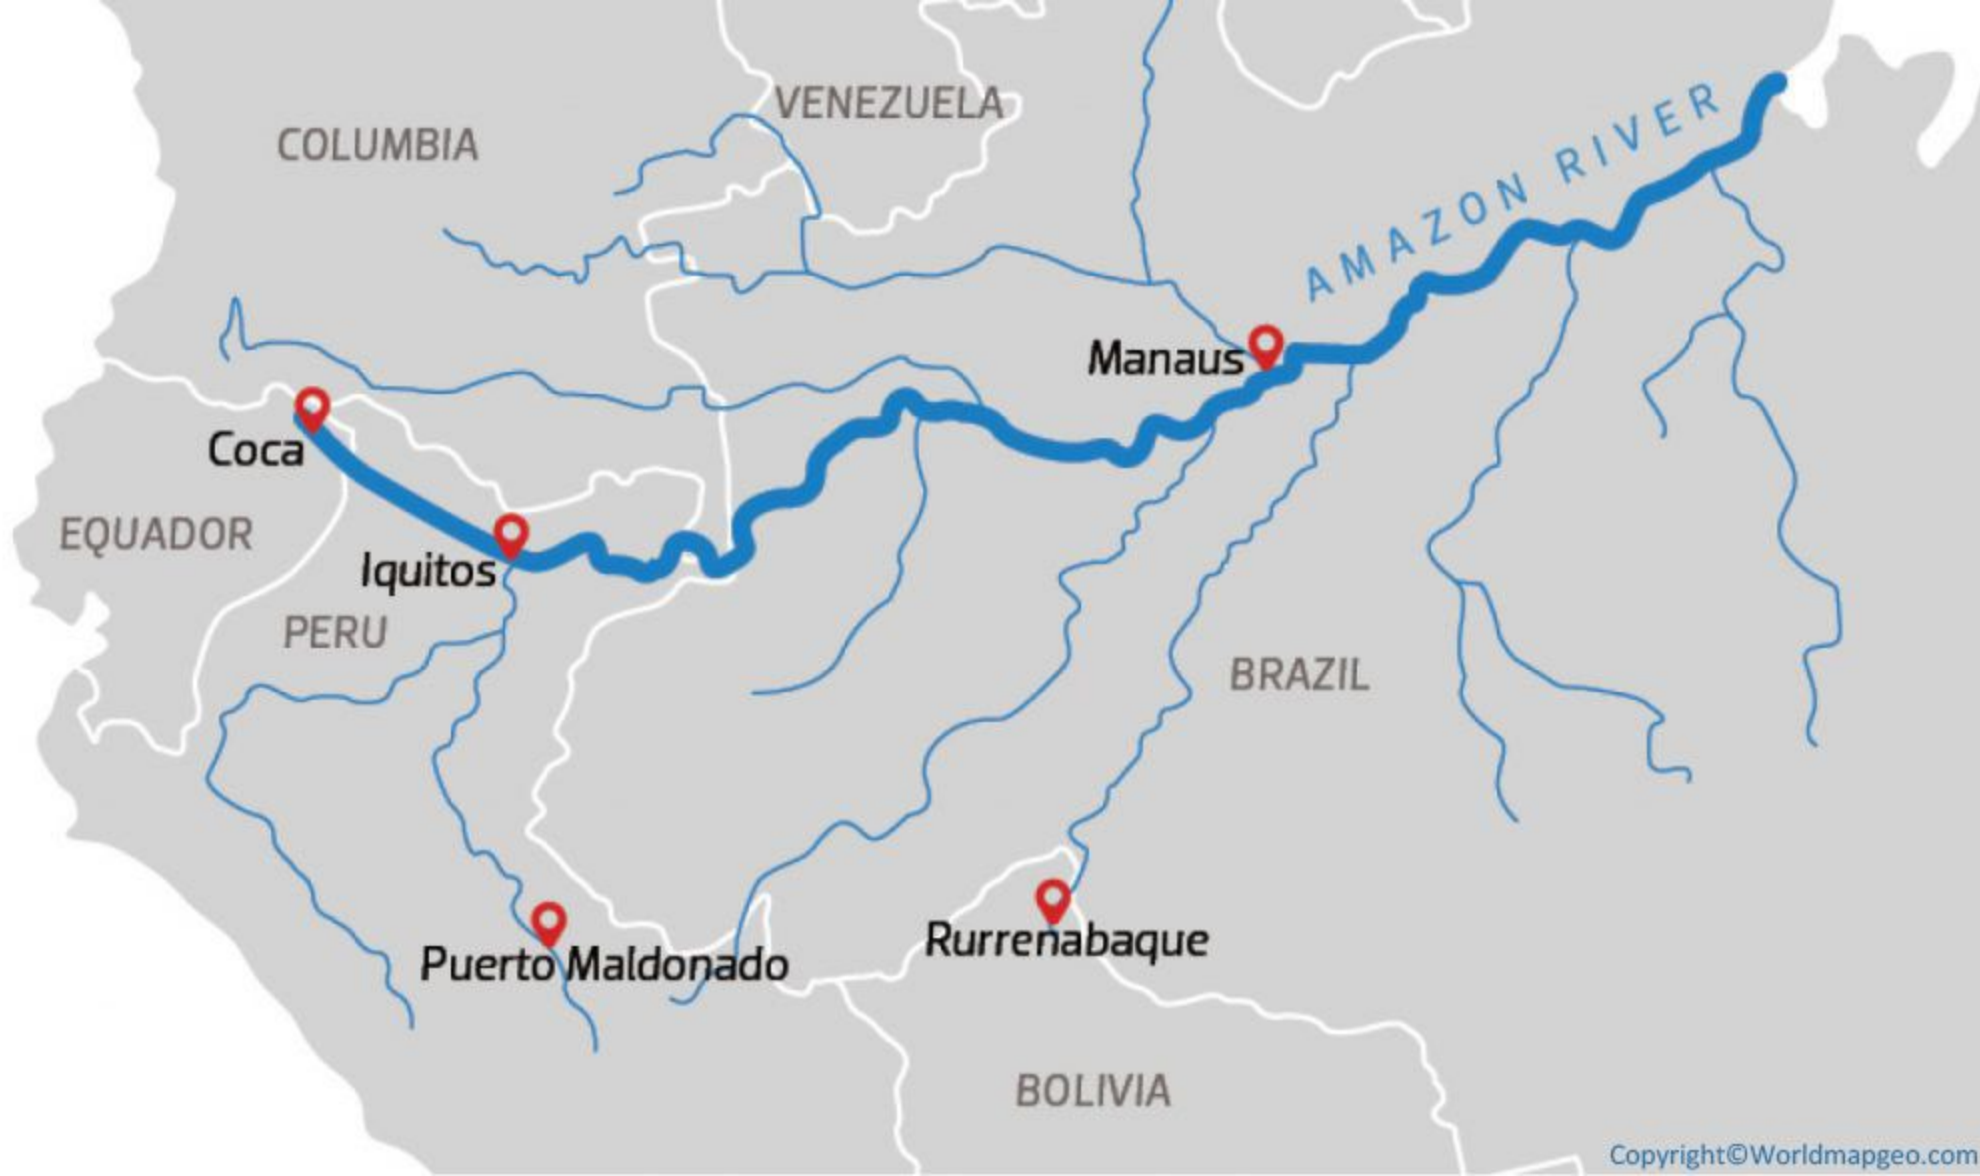 VENEZUELA
COLUMBIA
AMAZON RIVER
Manaus
Coca
EQUADOR
Iquitos
PERU
BRAZIL
Rurrenabaque
Puerto Maldonado
BOLIVIA
Copyright©Worldmapgeo.com